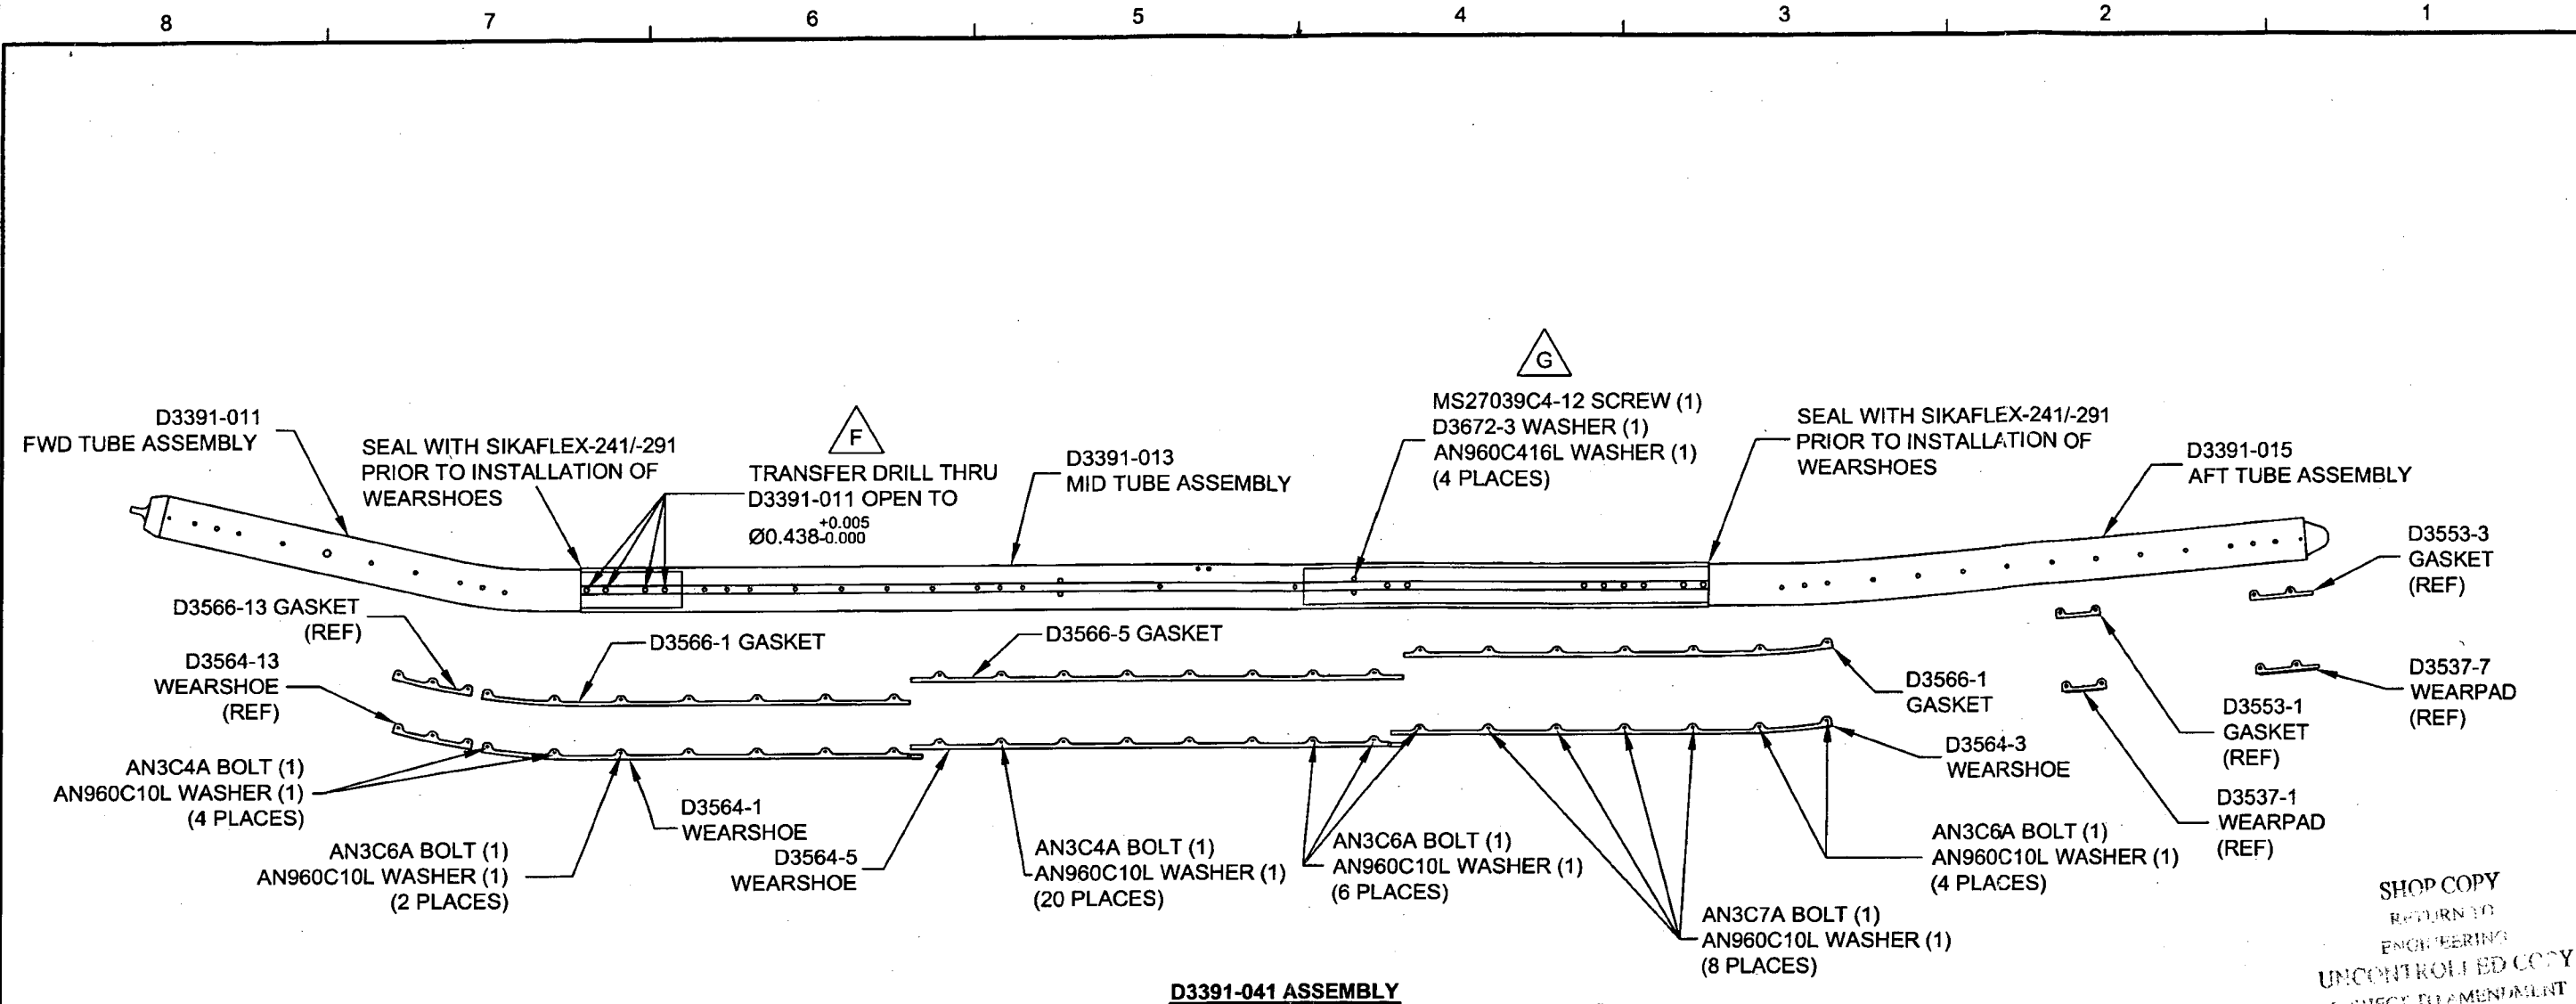 8 7 6 5 4 3 2 1
G
F
D3391-011
FWD TUBE ASSEMBLY
SEAL WITH SIKAFLEX-241/-291
PRIOR TO INSTALLATION OF
WEARSHOES
TRANSFER DRILL THRU
D3391-011 OPEN TO
Ø0.438 +0.005
-0.000
D3391-013
MID TUBE ASSEMBLY
MS27039C4-12 SCREW (1)
D3672-3 WASHER (1)
AN960C416L WASHER (1)
(4 PLACES)
SEAL WITH SIKAFLEX-241/-291
PRIOR TO INSTALLATION OF
WEARSHOES
D3391-015
AFT TUBE ASSEMBLY
D3553-3
GASKET
(REF)
D3566-13 GASKET
(REF)
D3566-1 GASKET
D3566-5 GASKET
D3564-13
WEARSHOE
(REF)
D3566-1
GASKET
D3553-1
GASKET
(REF)
D3537-7
WEARPAD
(REF)
D3564-3
WEARSHOE
AN3C4A BOLT (1)
AN960C10L WASHER (1)
(4 PLACES)
D3564-1
WEARSHOE
D3537-1
WEARPAD
(REF)
AN3C6A BOLT (1)
AN960C10L WASHER (1)
(2 PLACES)
D3564-5
WEARSHOE
AN3C4A BOLT (1)
AN960C10L WASHER (1)
(20 PLACES)
AN3C6A BOLT (1)
AN960C10L WASHER (1)
(6 PLACES)
AN3C6A BOLT (1)
AN960C10L WASHER (1)
(4 PLACES)
AN3C7A BOLT (1)
AN960C10L WASHER (1)
(8 PLACES)
SHOP COPY
RETURN TO
ENGINEERING
UNCONTROLLED COPY
TO AMENDMENT
D3391-041 ASSEMBLY